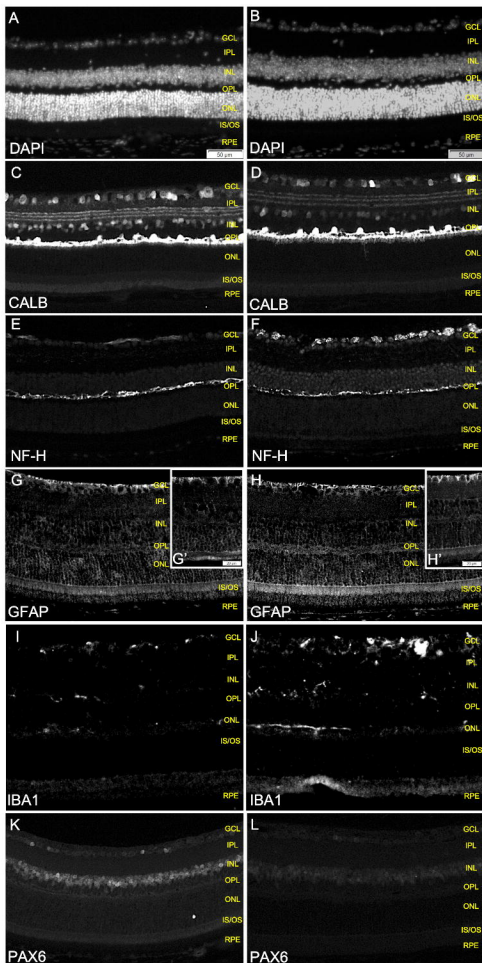 A
GCL
IPL
INL
OPL
ONL
IS/OS
RPE
DAPI
50 µm
B
GCL
IPL
INL
OPL
ONL
IS/OS
RPE
DAPI
50 µm
C
GCL
IPL
INL
OPL
ONL
IS/OS
RPE
CALB
D
GCL
IPL
INL
OPL
ONL
IS/OS
RPE
CALB
E
GCL
IPL
INL
OPL
ONL
IS/OS
RPE
NF-H
F
GCL
IPL
INL
OPL
ONL
IS/OS
RPE
NF-H
G
GCL
IPL
INL
OPL
ONL
IS/OS
RPE
G'
GFAP
H
GCL
IPL
INL
OPL
ONL
IS/OS
RPE
H'
GFAP
I
GCL
IPL
INL
OPL
ONL
IS/OS
RPE
IBA1
J
GCL
IPL
INL
OPL
ONL
IS/OS
RPE
IBA1
K
GCL
IPL
INL
OPL
ONL
IS/OS
RPE
PAX6
L
GCL
IPL
INL
OPL
ONL
IS/OS
RPE
PAX6